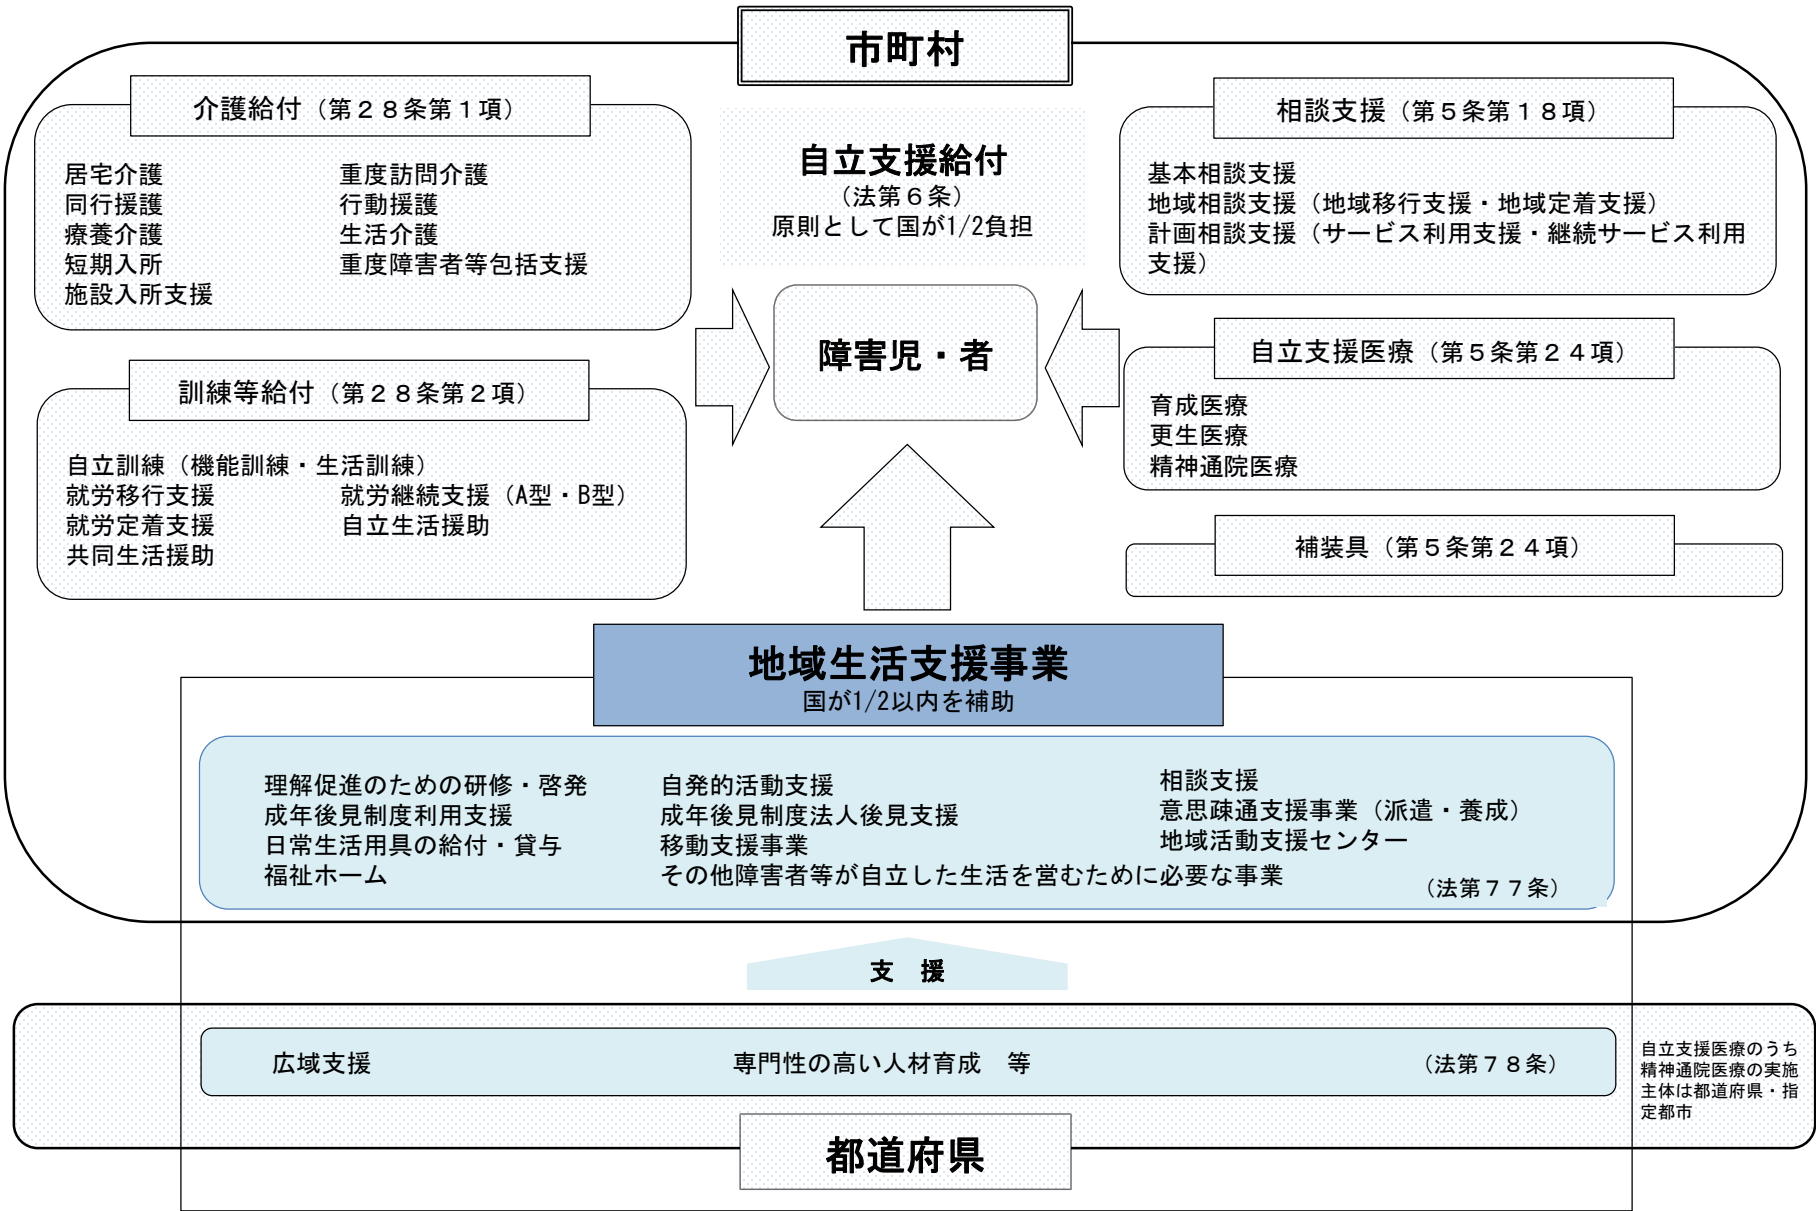 市町村
介護給付（第２８条第１項）
居宅介護　重度訪問介護
同行援護　行動援護
療養介護　生活介護
短期入所　重度障害者等包括支援
施設入所支援
訓練等給付（第２８条第２項）
自立訓練（機能訓練・生活訓練）
就労移行支援　就労継続支援（A型・B型）
就労定着支援　自立生活援助
共同生活援助
自立支援給付
（法第６条）
原則として国が1/2負担
障害児・者
相談支援（第５条第１８項）
基本相談支援
地域相談支援（地域移行支援・地域定着支援）
計画相談支援（サービス利用支援・継続サービス利用
支援）
自立支援医療（第５条第２４項）
育成医療
更生医療
精神通院医療
補装具（第５条第２４項）
地域生活支援事業
国が1/2以内を補助
理解促進のための研修・啓発　自発的活動支援　相談支援
成年後見制度利用支援　成年後見制度法人後見支援　意思疎通支援事業（派遣・養成）
日常生活用具の給付・貸与　移動支援事業　地域活動支援センター
福祉ホーム　その他障害者等が自立した生活を営むために必要な事業
（法第７７条）
支　援
広域支援　専門性の高い人材育成　等　（法第７８条）
自立支援医療のうち
精神通院医療の実施
主体は都道府県・指
定都市
都道府県